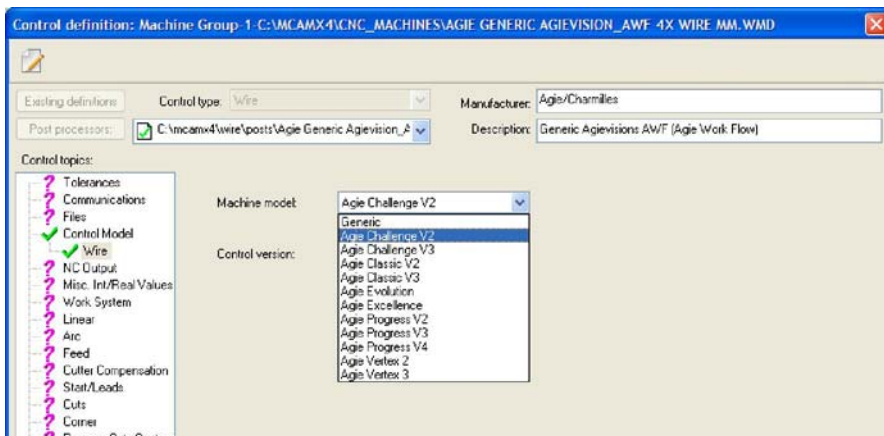 Control definition: Machine Group-1-C:\MCAMX4\CNC_MACHINES\AGIE GENERIC AGIEVISION_AWF 4X WIRE MM.WMD
Existing definitions
Control type: Wire
Manufacturer: Agie/Charmilles
Post processors: C:\mcamx4\wire\posts\Agie Generic Agievision_A
Description: Generic Agievisions AWF (Agie Work Flow)
Control topics:
Tolerances
Communications
Files
Control Model
Wire
NC Output
Misc. Int/Real Values
Work System
Linear
Arc
Feed
Cutter Compensation
Start/Leads
Cuts
Corner
Machine model: Agie Challenge V2
Control version:
Generic
Agie Challenge V2
Agie Challenge V3
Agie Classic V2
Agie Classic V3
Agie Evolution
Agie Excellence
Agie Progress V2
Agie Progress V3
Agie Progress V4
Agie Vertex 2
Agie Vertex 3